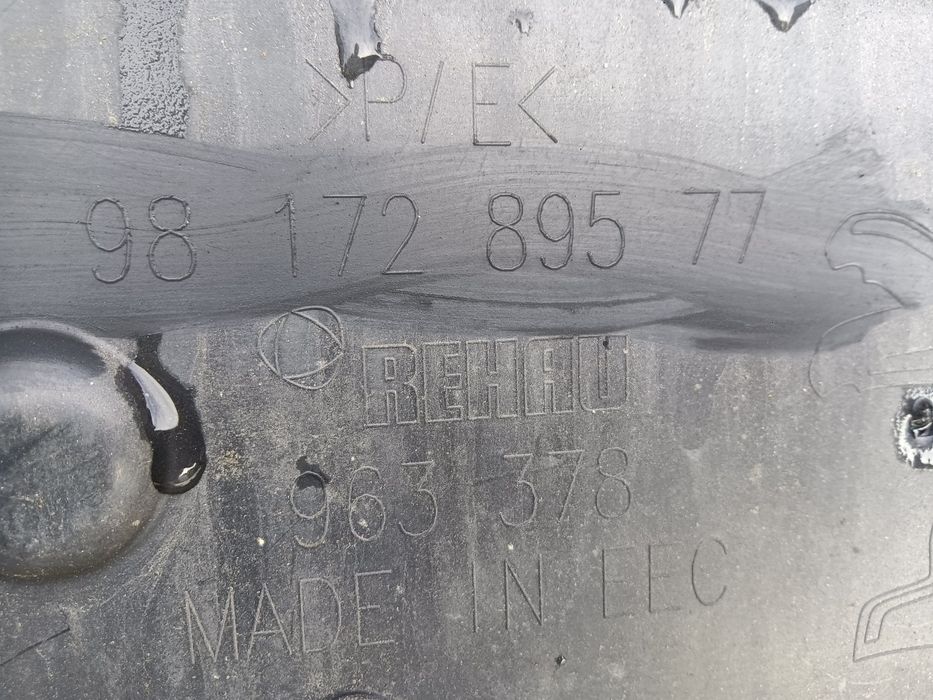 >P/E<
98 172 895 77
REHAU
963 378
MADE IN EEC